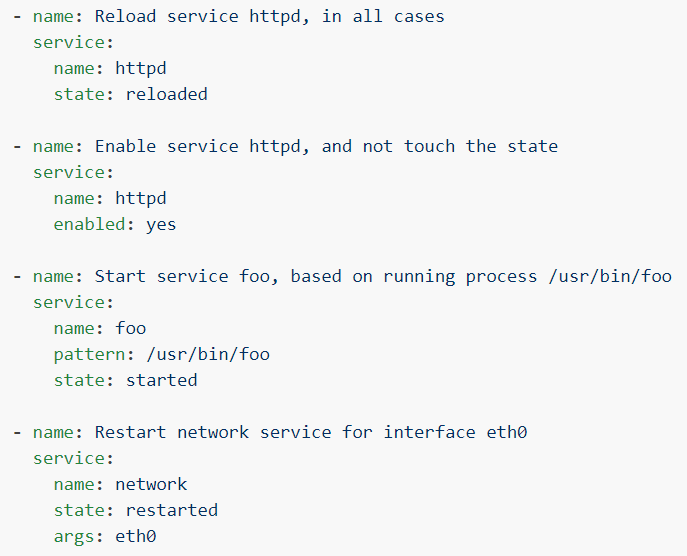 - name: Reload service httpd, in all cases
  service:
    name: httpd
    state: reloaded

- name: Enable service httpd, and not touch the state
  service:
    name: httpd
    enabled: yes

- name: Start service foo, based on running process /usr/bin/foo
  service:
    name: foo
    pattern: /usr/bin/foo
    state: started

- name: Restart network service for interface eth0
  service:
    name: network
    state: restarted
    args: eth0